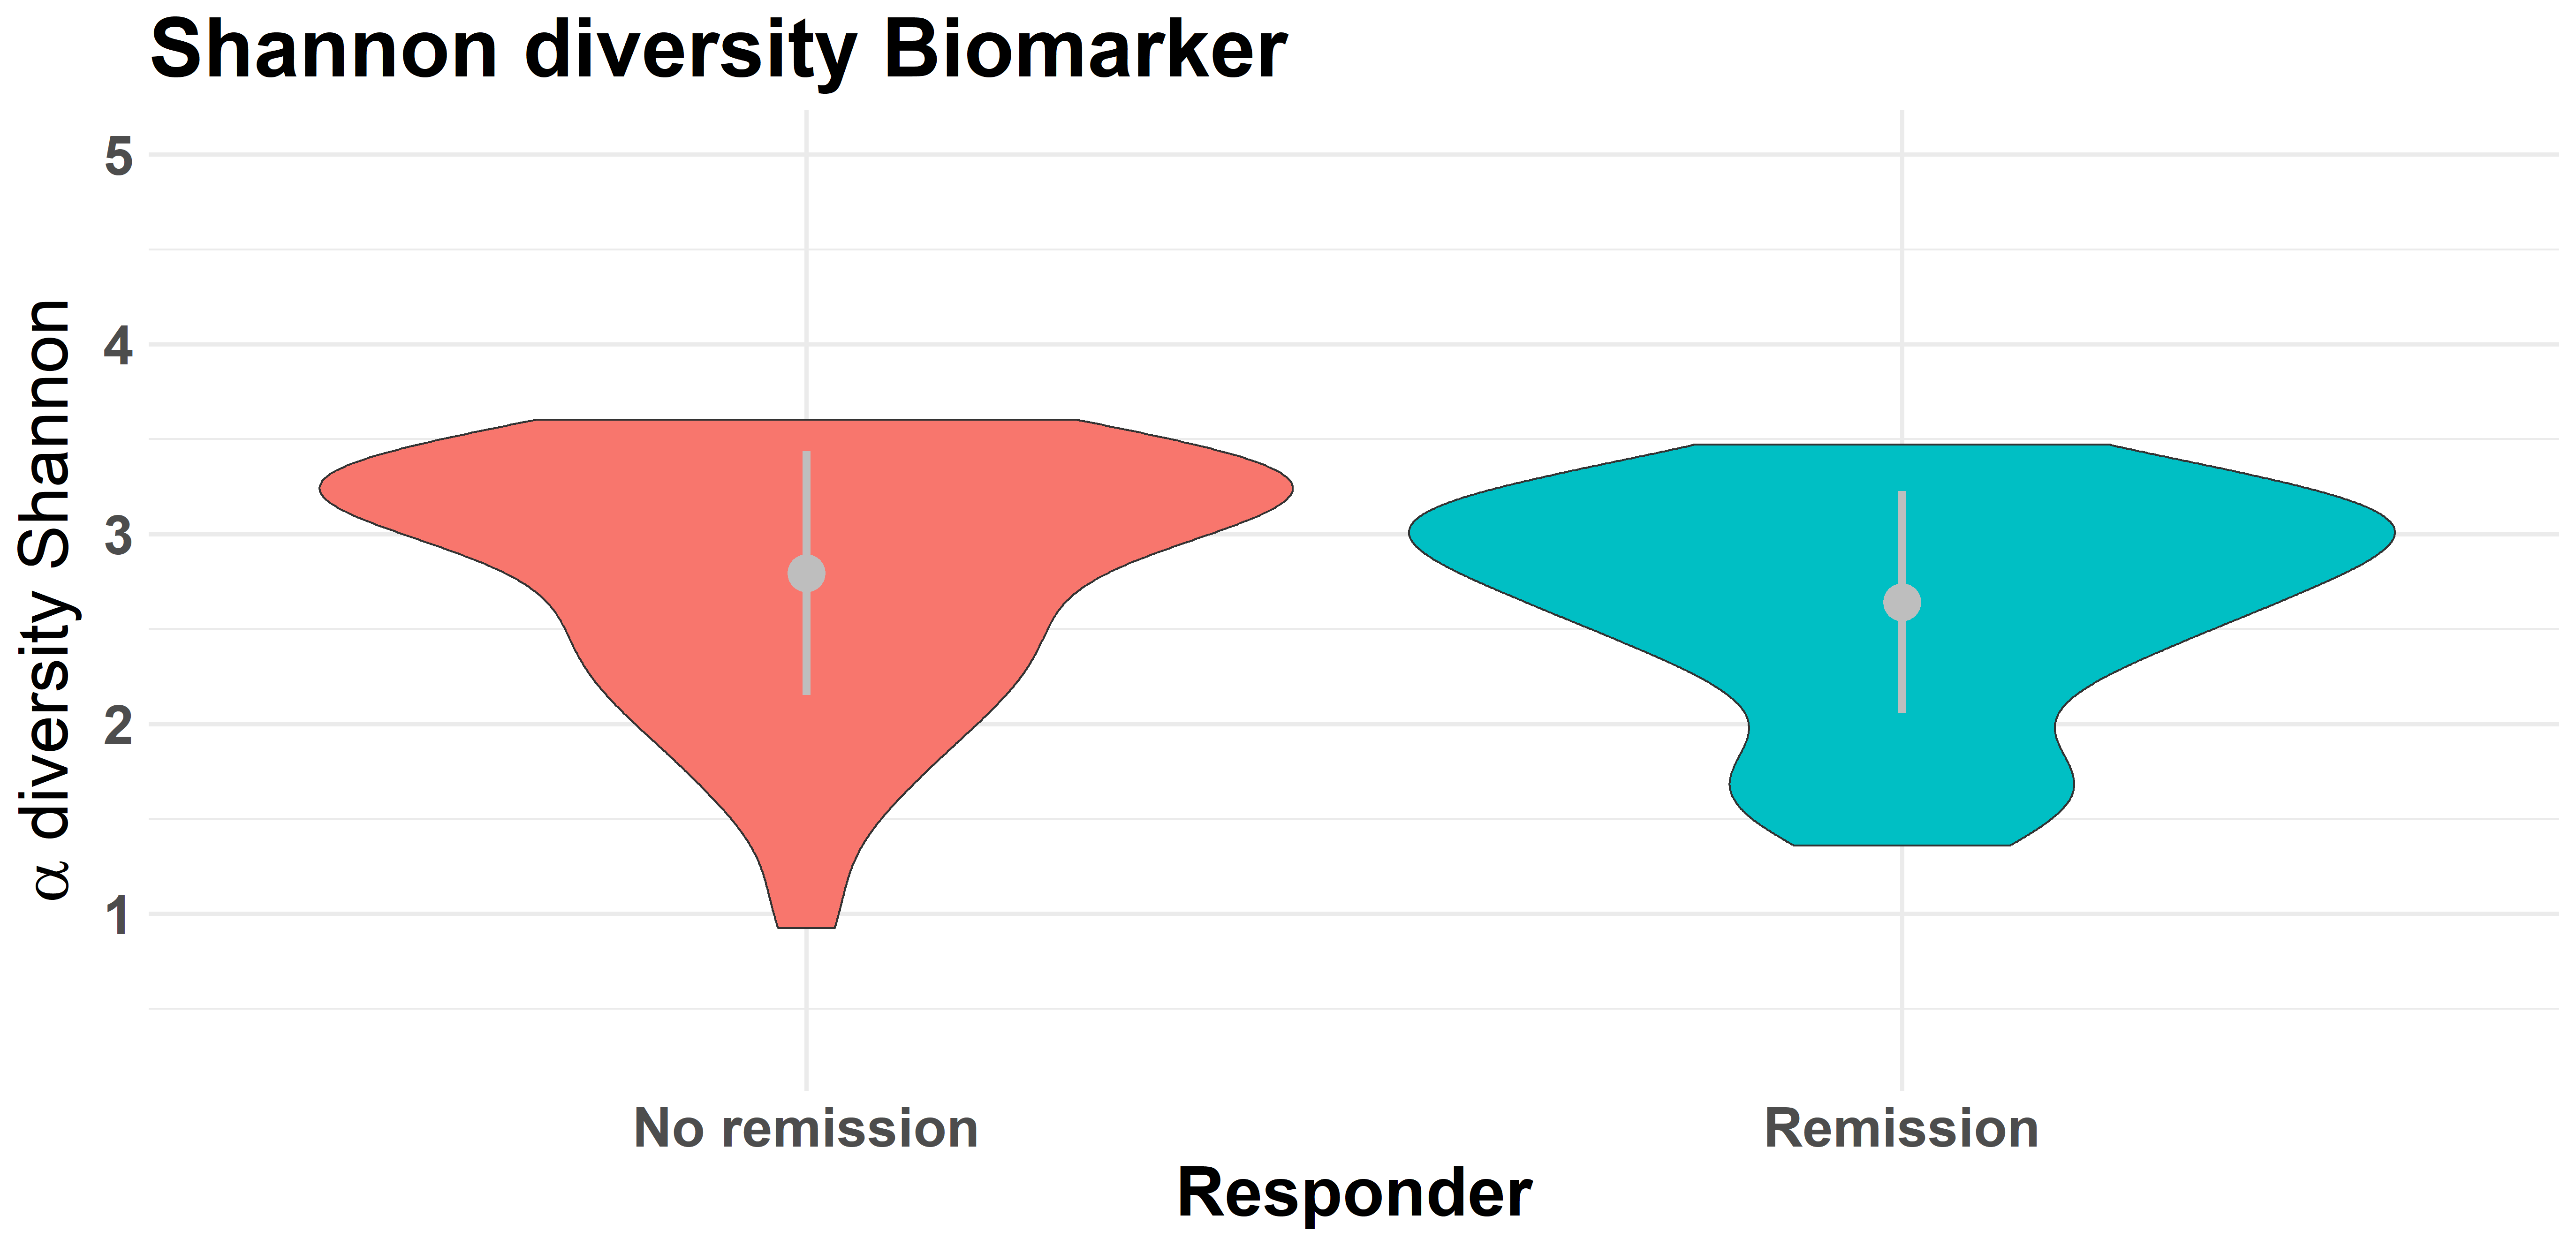 Shannon diversity Biomarker
α diversity Shannon
5
4
3
2
1
No remission
Remission
Responder